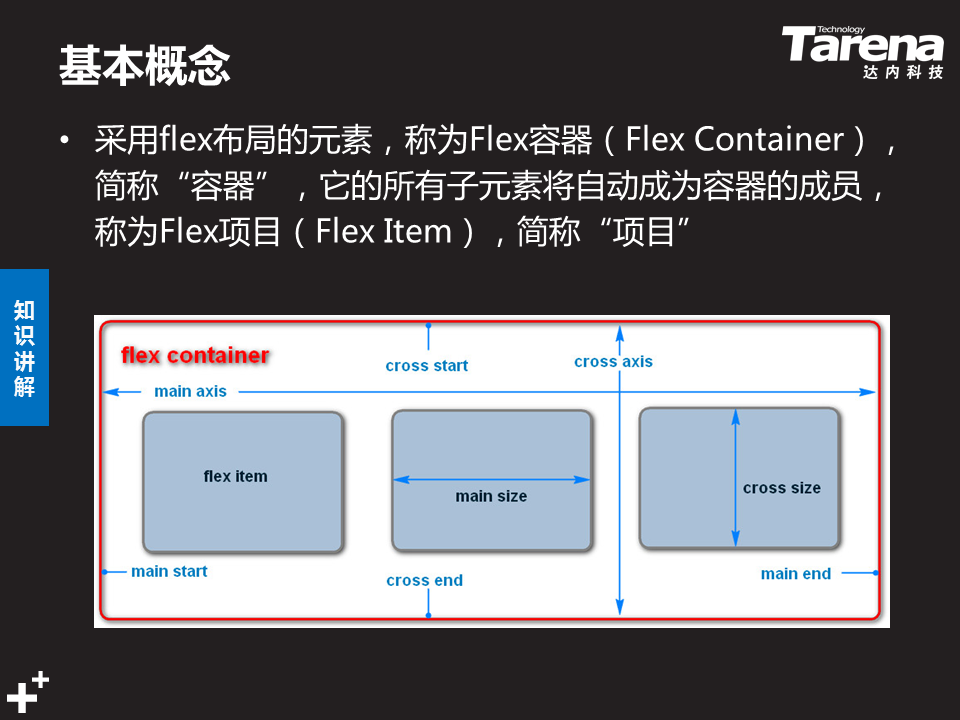 基本概念
Technology
Tarena
达内科技
• 采用flex布局的元素，称为Flex容器（Flex Container），
简称“容器”，它的所有子元素将自动成为容器的成员，
称为Flex项目（Flex Item），简称“项目”
知
识
讲
解
flex container
cross start
cross axis
main axis
flex item
main size
cross size
main start
cross end
main end